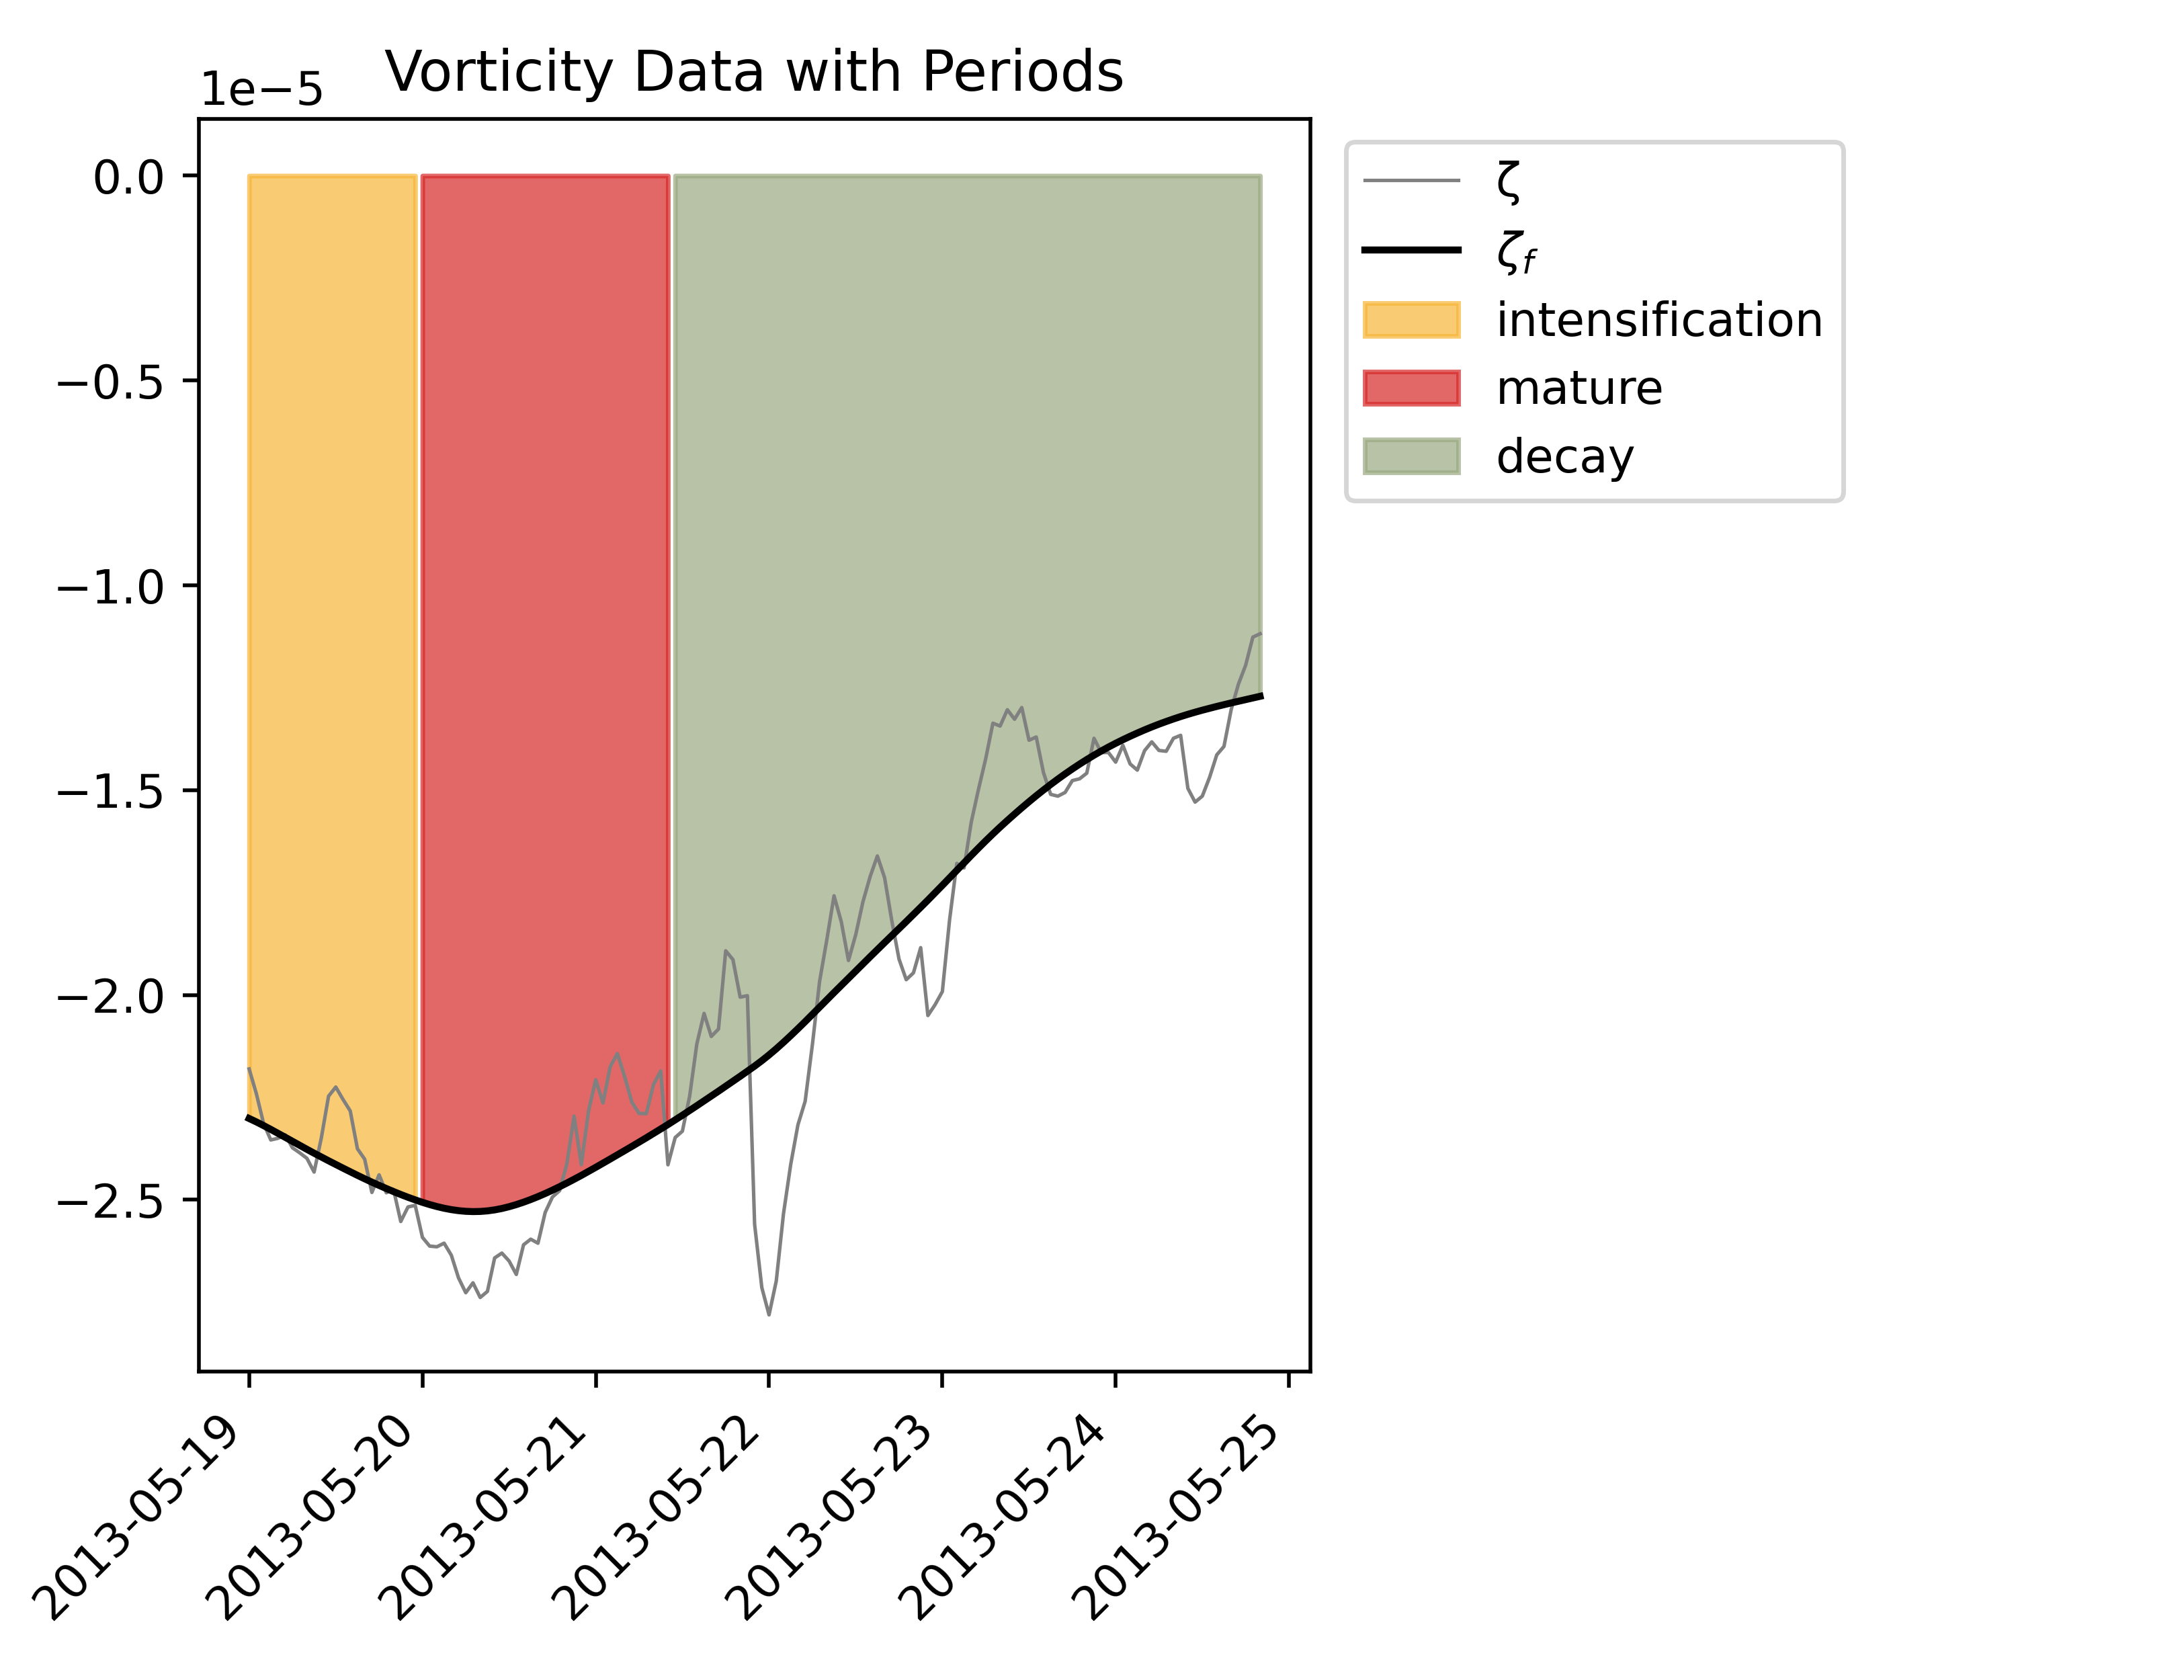 Vorticity Data with Periods
1e−5
0.0
−0.5
−1.0
−1.5
−2.0
−2.5
2013-05-19
2013-05-20
2013-05-21
2013-05-22
2013-05-23
2013-05-24
2013-05-25
ζ
ζf
intensification
mature
decay